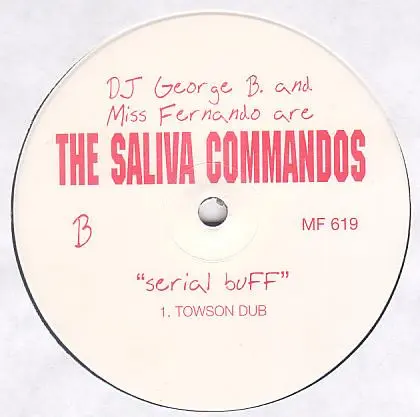 DJ George B. and
Miss Fernando are
THE SALIVA COMMANDOS
B
MF 619
"serial buFF"
1. TOWSON DUB